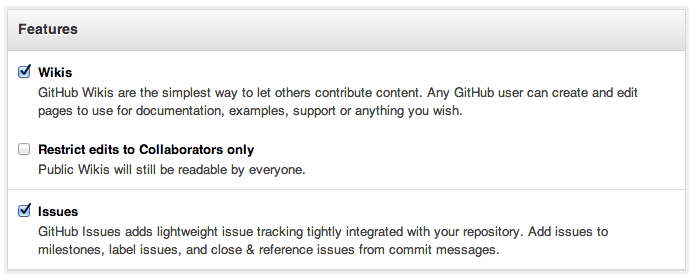 Features
Wikis
GitHub Wikis are the simplest way to let others contribute content. Any GitHub user can create and edit
pages to use for documentation, examples, support or anything you wish.
Restrict edits to Collaborators only
Public Wikis will still be readable by everyone.
Issues
GitHub Issues adds lightweight issue tracking tightly integrated with your repository. Add issues to
milestones, label issues, and close & reference issues from commit messages.